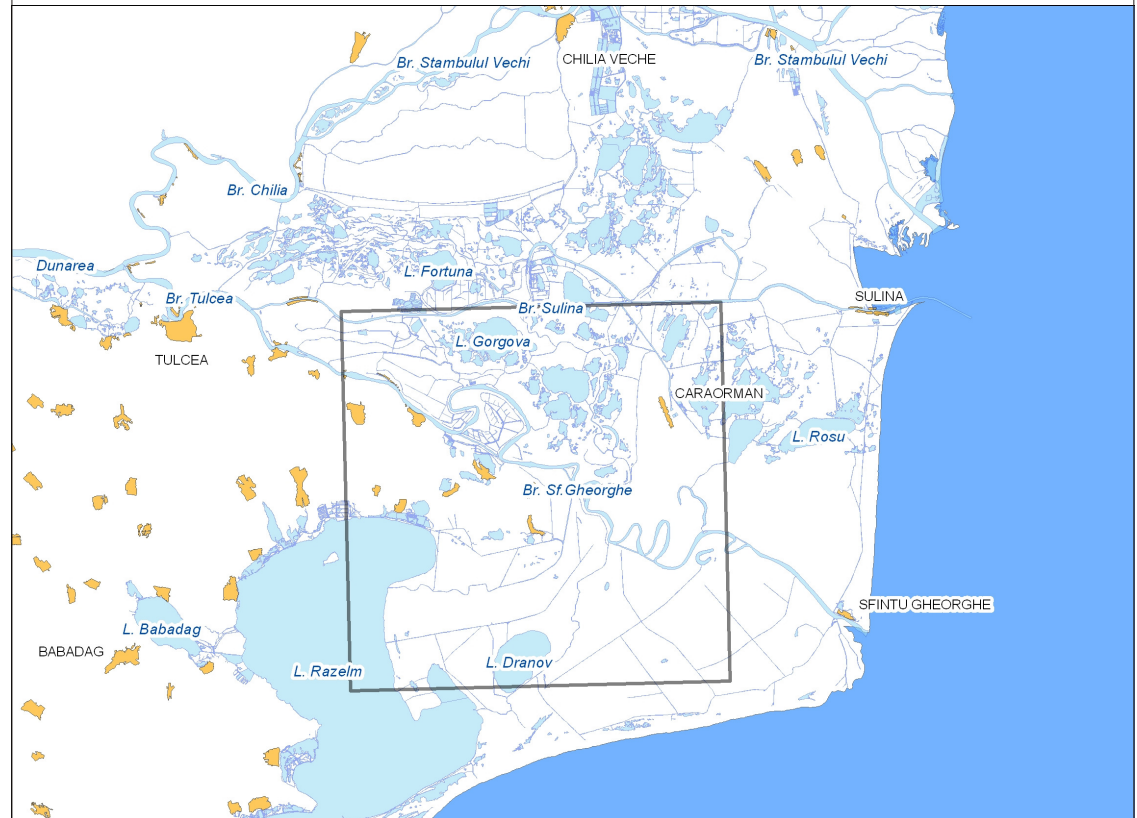 CHILIA VECHE
Br. Stambulul Vechi
Br. Stambulul Vechi
Br. Chilia
Dunarea
L. Fortuna
Br. Tulcea
SULINA
Br. Sulina
L. Gorgova
TULCEA
CARAORMAN
L. Rosu
Br. Sf.Gheorghe
SFINTU GHEORGHE
L. Babadag
BABADAG
L. Razelm
L. Dranov